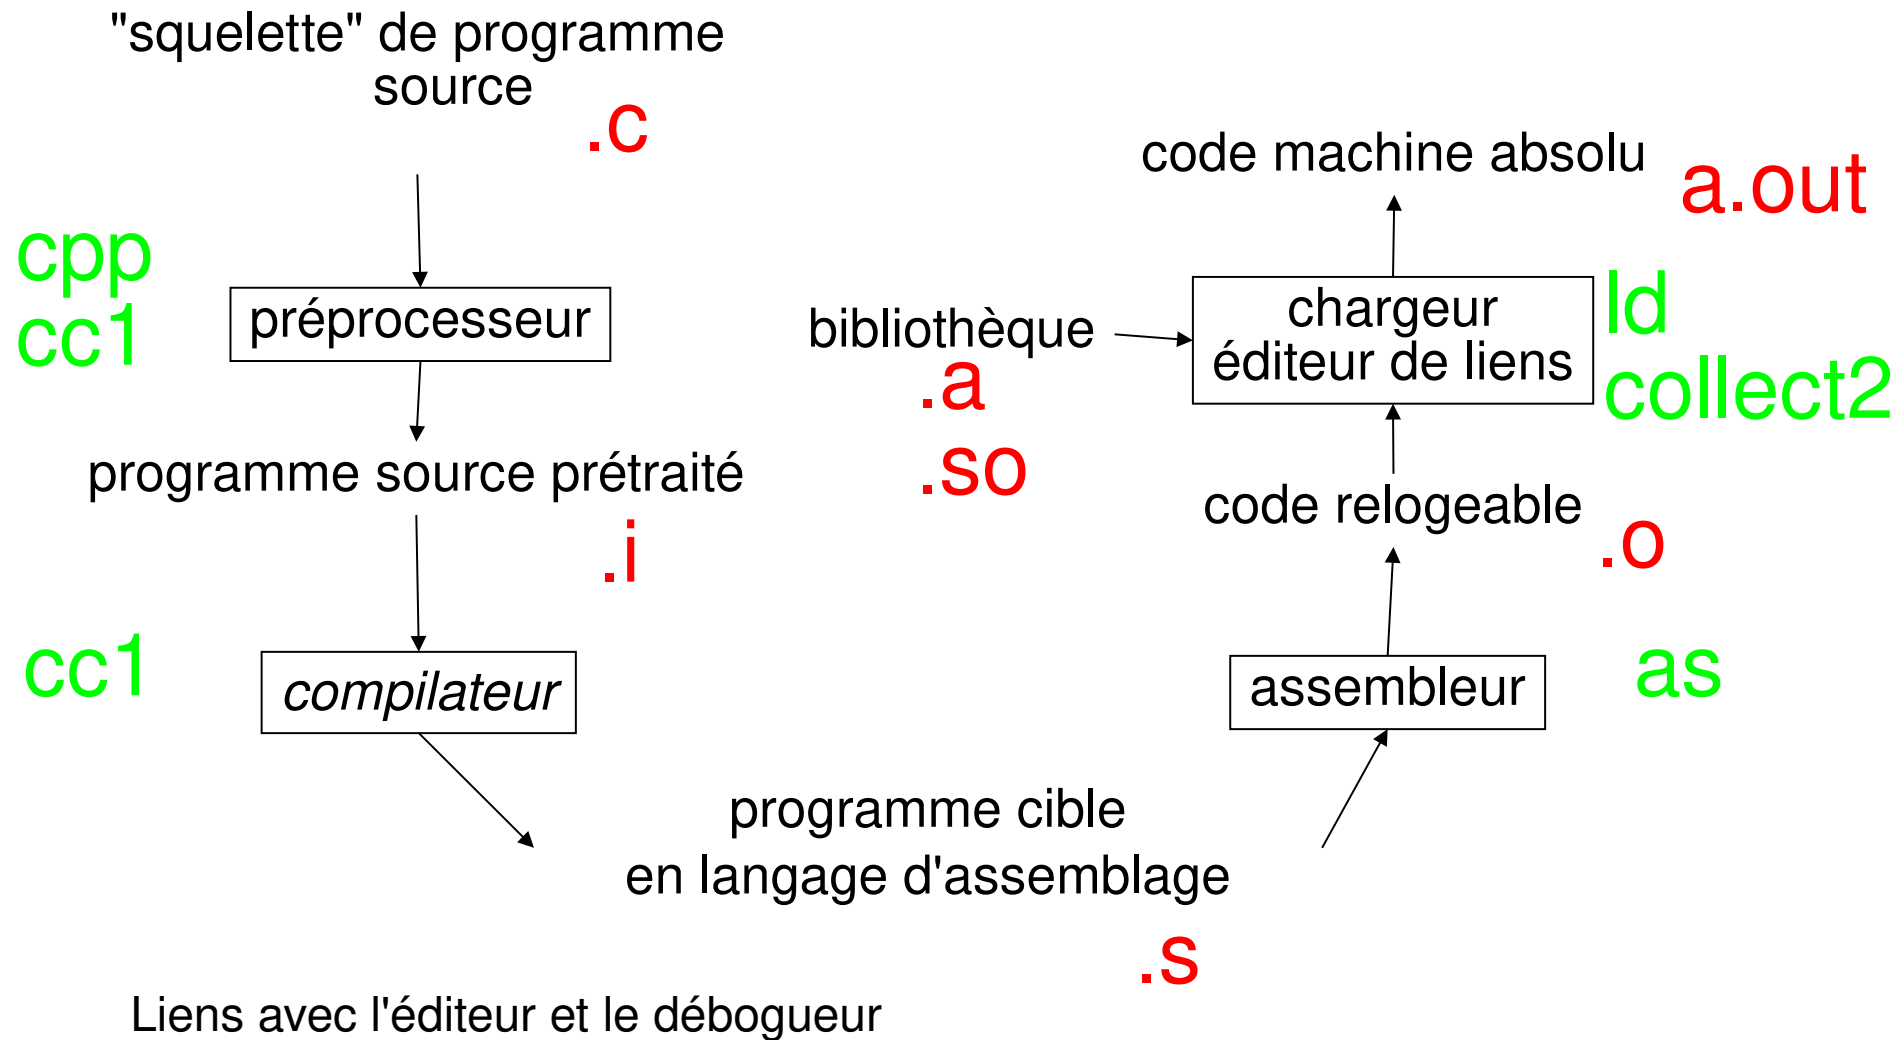 "squelette" de programme
source
.c
cpp
cc1
préprocesseur
programme source prétraité
.i
cc1
compilateur
programme cible
en langage d'assemblage
.s
assembleur
as
code relogeable
.o
bibliothèque
.a
.so
chargeur
éditeur de liens
ld
collect2
code machine absolu
a.out
Liens avec l'éditeur et le débogueur